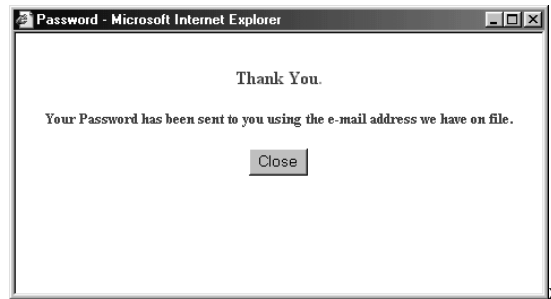 Password - Microsoft Internet Explorer
Thank You.
Your Password has been sent to you using the e-mail address we have on file.
Close